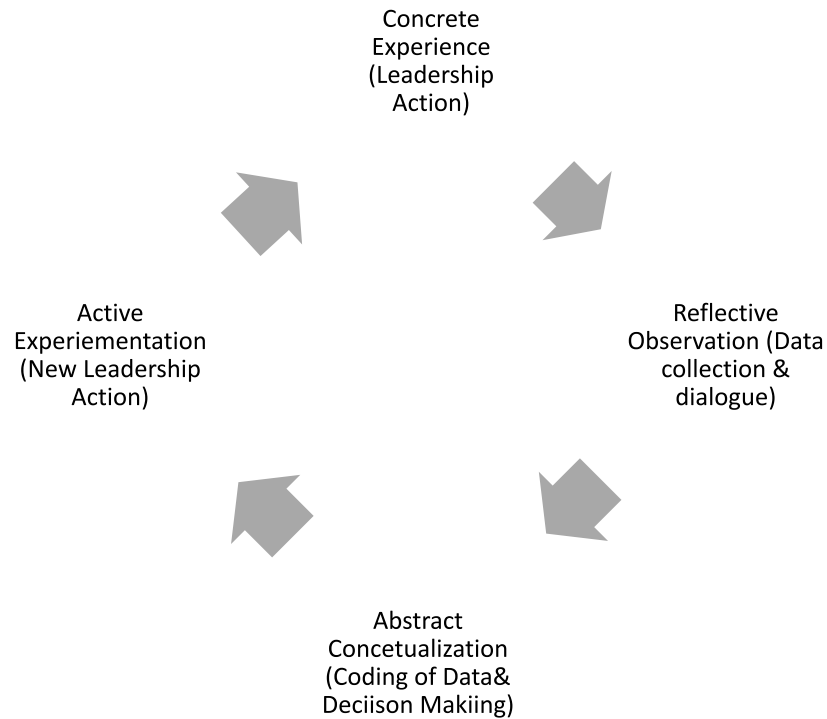 Concrete
Experience
(Leadership
Action)
Reflective
Observation (Data
collection &
dialogue)
Abstract
Concetualization
(Coding of Data&
Deciison Makiing)
Active
Experiementation
(New Leadership
Action)